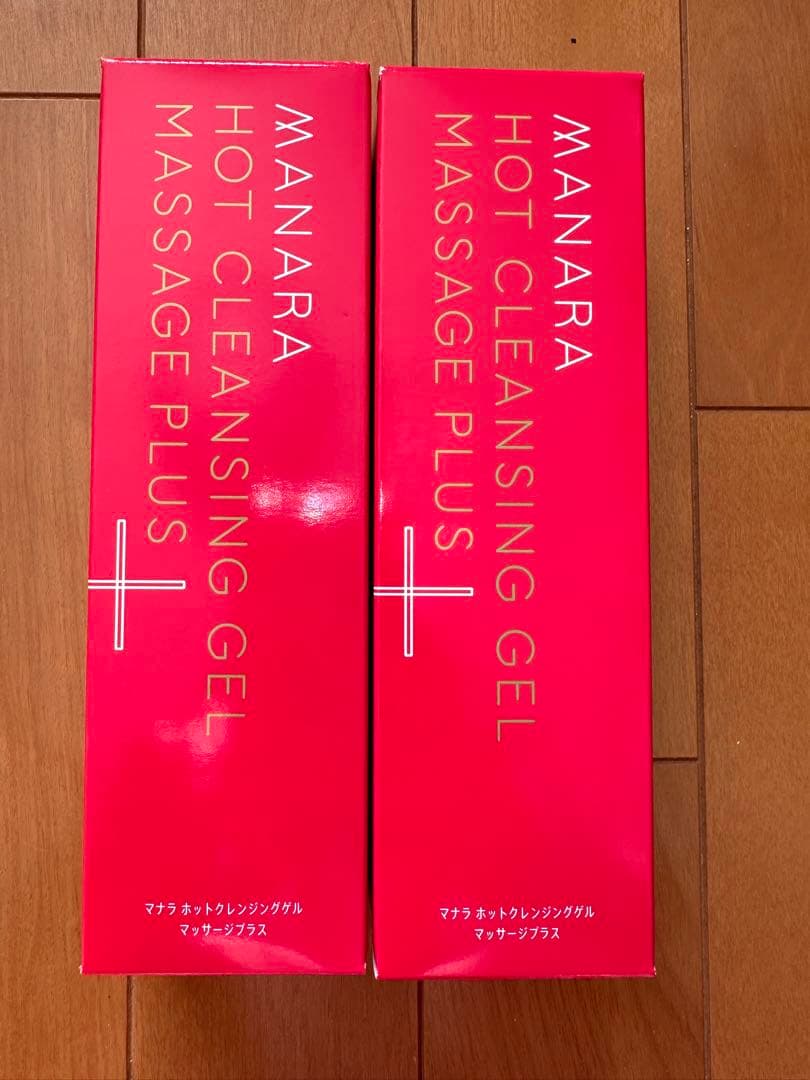 MANARA
HOT CLEANSING GEL
MASSAGE PLUS
マナラ ホットクレンジングゲル
マッサージプラス
MANARA
HOT CLEANSING GEL
MASSAGE PLUS
マナラ ホットクレンジングゲル
マッサージプラス